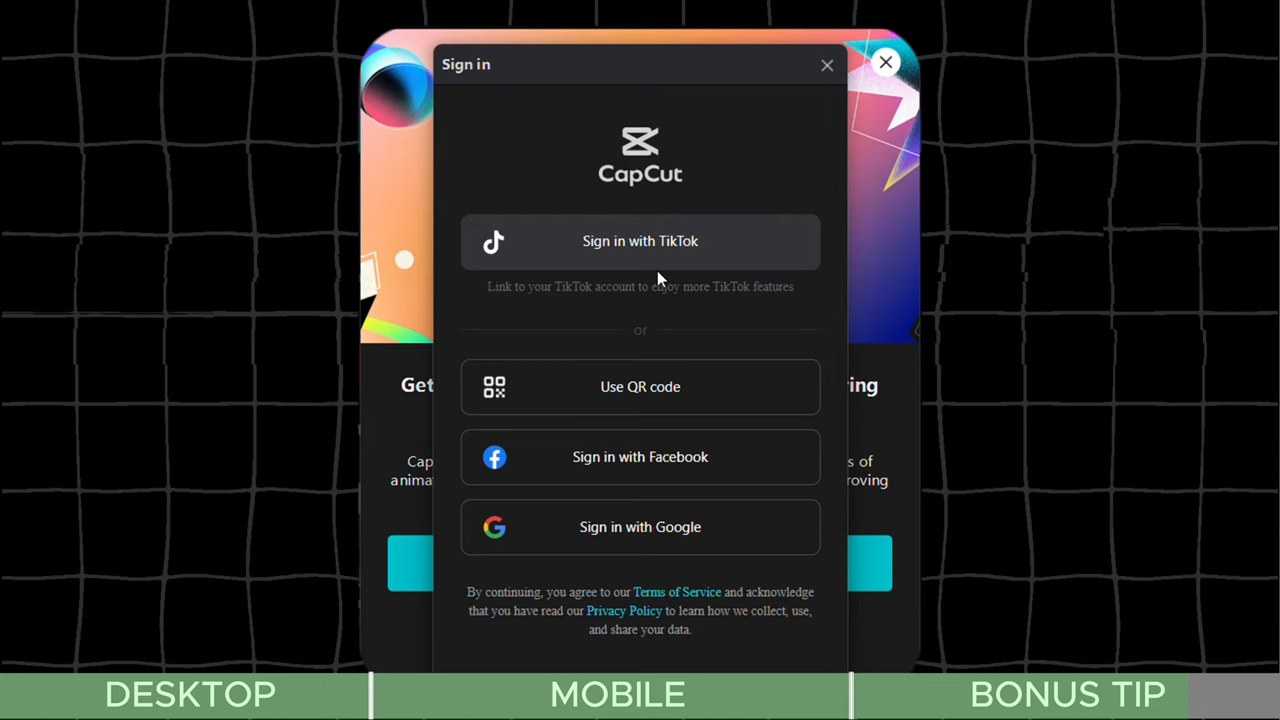 Sign in
CapCut
Sign in with TikTok
Link to your TikTok account to enjoy more TikTok features
or
Use QR code
Get
ing
Sign in with Facebook
Cap
s of
anima
roving
Sign in with Google
By continuing, you agree to our Terms of Service and acknowledge
that you have read our Privacy Policy to learn how we collect, use,
and share your data.
DESKTOP
MOBILE
BONUS TIP